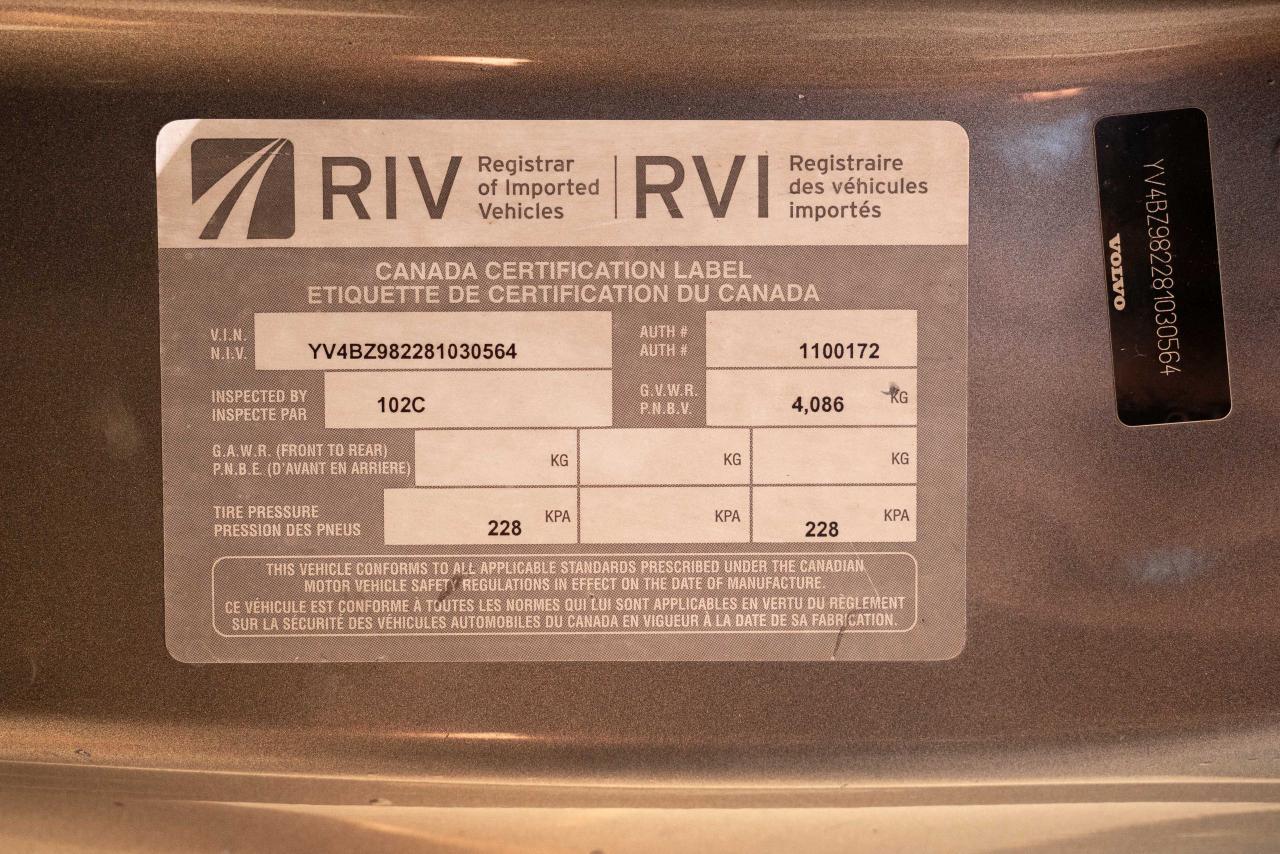 RIV Registrar of Imported Vehicles | RVI Registraire des véhicules importés
CANADA CERTIFICATION LABEL
ETIQUETTE DE CERTIFICATION DU CANADA
V.I.N.
N.I.V.
YV4BZ982281030564
AUTH #
AUTH #
1100172
INSPECTED BY
INSPECTE PAR
102C
G.V.W.R.
P.N.B.V.
4,086 KG
G.A.W.R. (FRONT TO REAR)
P.N.B.E. (D'AVANT EN ARRIERE)
KG KG KG
TIRE PRESSURE
PRESSION DES PNEUS
228 KPA KPA 228 KPA
THIS VEHICLE CONFORMS TO ALL APPLICABLE STANDARDS PRESCRIBED UNDER THE CANADIAN
MOTOR VEHICLE SAFETY REGULATIONS IN EFFECT ON THE DATE OF MANUFACTURE.
CE VÉHICULE EST CONFORME À TOUTES LES NORMES QUI LUI SONT APPLICABLES EN VERTU DU RÈGLEMENT
SUR LA SÉCURITÉ DES VÉHICULES AUTOMOBILES DU CANADA EN VIGUEUR À LA DATE DE SA FABRICATION.
YV4BZ982281030564
VOLVO